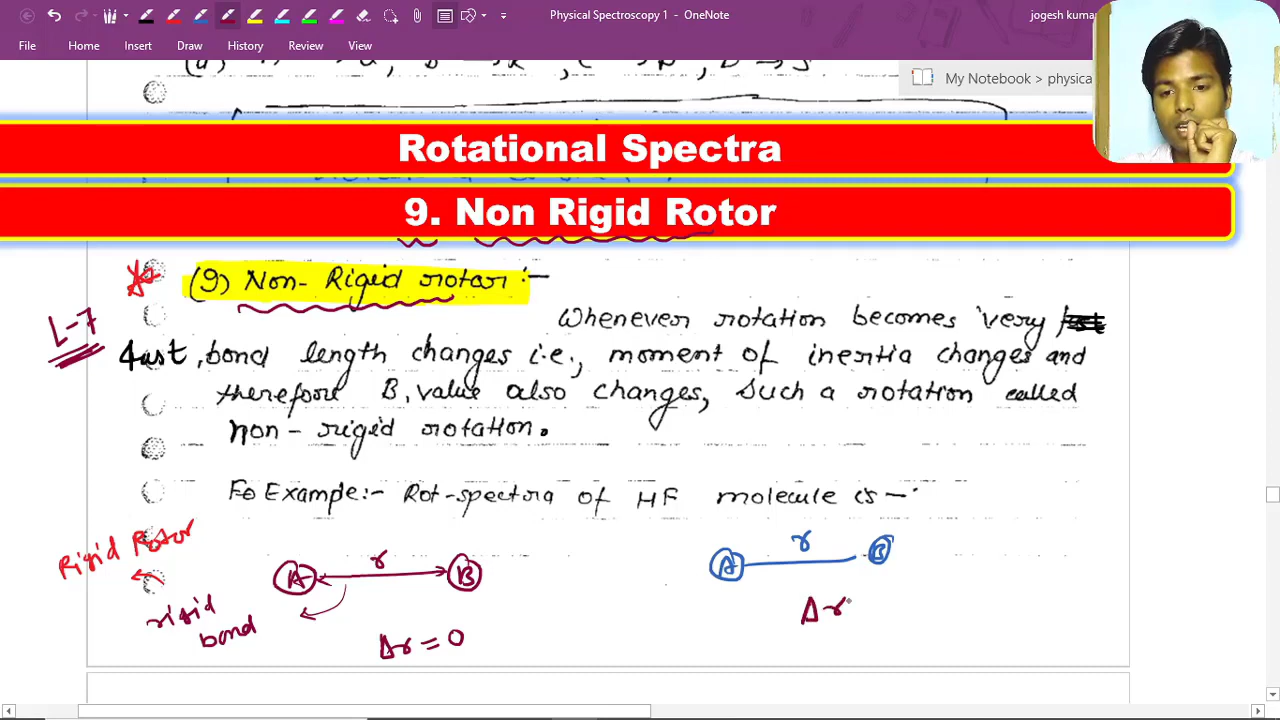 Physical Spectroscopy 1 - OneNote
jogesh kumar
File Home Insert Draw History Review View
My Notebook > physica
Rotational Spectra
9. Non Rigid Rotor
(9) Non-Rigid rotor :-
L-7
Whenever rotation becomes very
fast, bond length changes i.e., moment of inertia changes and
therefore B, value also changes, Such a rotation called
non-rigid rotation.
Example:- Rot-spectra of HF molecule is -
Rigid Rotor
rigid bond
A r B
Δr = 0
A r B
Δr